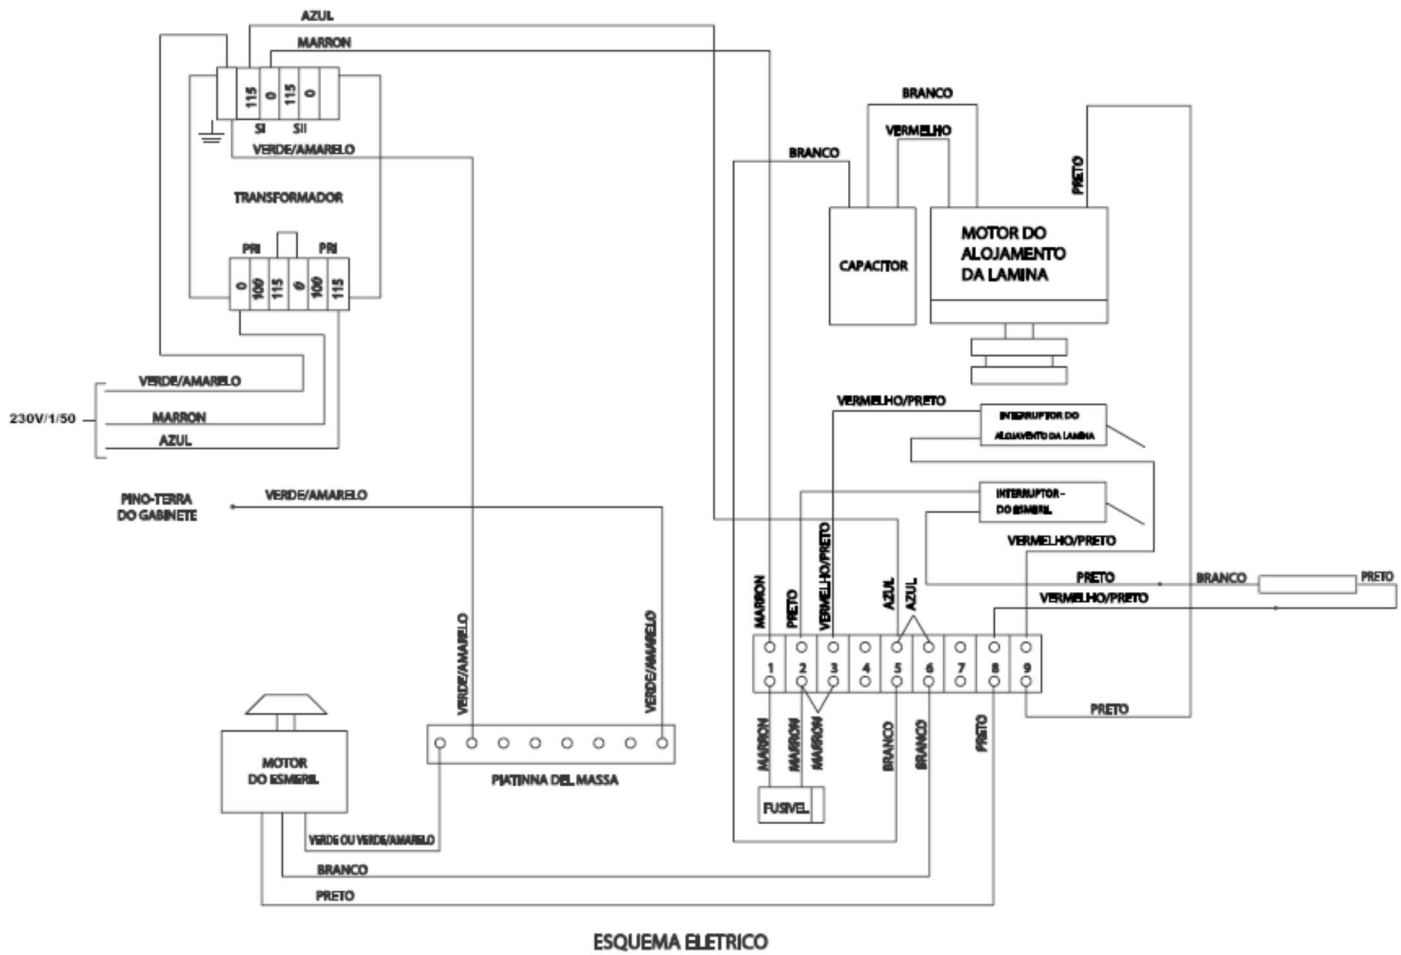 AZUL
MARRON
115
0
115
0
SI
SII
VERDE/AMARELO
TRANSFORMADOR
PRI
PRI
0
100
115
0
100
115
VERDE/AMARELO
230V/1/50
MARRON
AZUL
PINO-TERRA
DO GABINETE
VERDE/AMARELO
BRANCO
VERMELHO
BRANCO
PRETO
CAPACITOR
MOTOR DO
ALOJAMENTO
DA LAMINA
VERMELHO/PRETO
INTERRUPTOR DO
ALOJAVENTO DA LAMINA
INTERRUPTOR-
DO ESMERIL
VERMELHO/PRETO
PRETO
BRANCO
PRETO
VERMELHO/PRETO
MARRON
PRETO
VERMELHO/PRETO
AZUL
AZUL
1
2
3
4
5
6
7
8
9
PRETO
MARRON
MARRON
MARRON
BRANCO
BRANCO
PRETO
FUSIVEL
VERDE/AMARELO
VERDE/AMARELO
PIATINNA DEL MASSA
MOTOR
DO ESMERIL
VERDE OU VERDE/AMARELO
BRANCO
PRETO
ESQUEMA ELETRICO